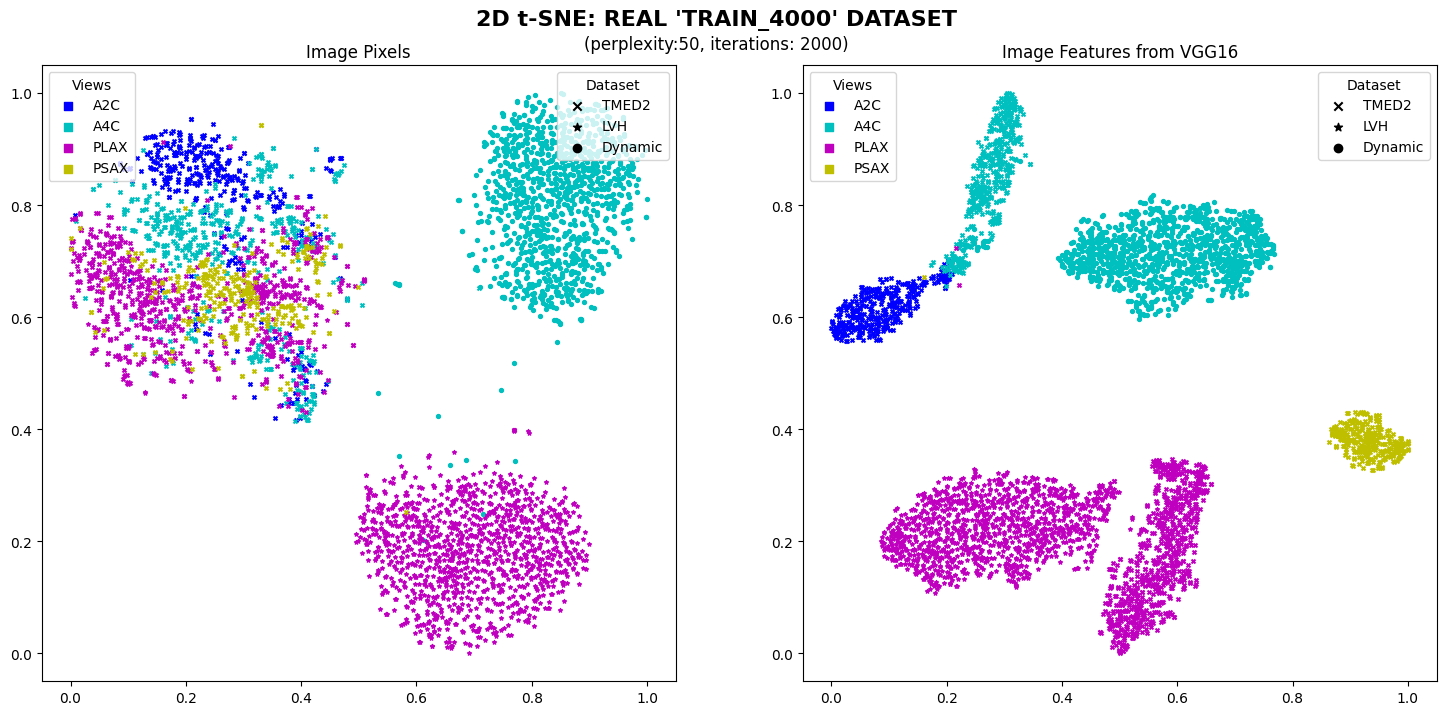 2D t-SNE: REAL 'TRAIN_4000' DATASET
(perplexity:50, iterations: 2000)
Image Pixels
Views
A2C
A4C
PLAX
PSAX
Dataset
TMED2
LVH
Dynamic
1.0
0.8
0.6
0.4
0.2
0.0
0.0 0.2 0.4 0.6 0.8 1.0
Image Features from VGG16
Views
A2C
A4C
PLAX
PSAX
Dataset
TMED2
LVH
Dynamic
1.0
0.8
0.6
0.4
0.2
0.0
0.0 0.2 0.4 0.6 0.8 1.0